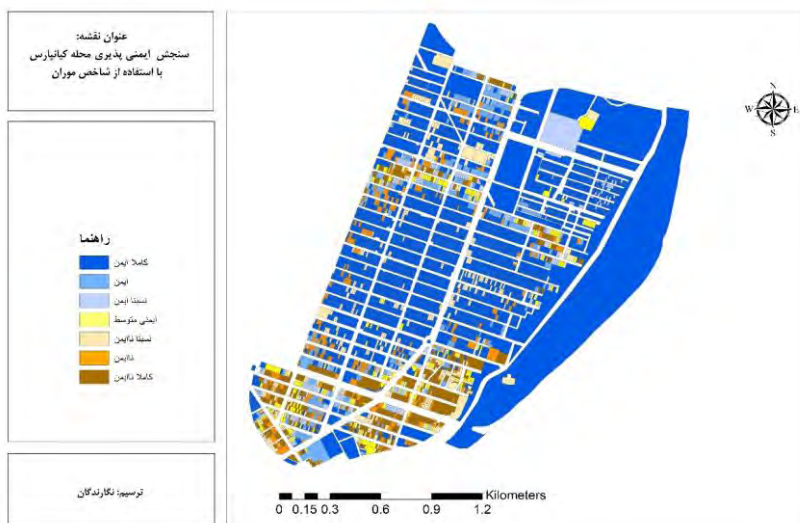 عنوان نقشه:
سنجش ایمنی پذیری محله کیانپارس
با استفاده از شاخص موران
N
W E
S
راهنما
کاملا ایمن
ایمن
نسبتا ایمن
ایمنی متوسط
نسبتا ناایمن
ناایمن
کاملا ناایمن
ترسیم: نگارندگان
Kilometers
0 0.15 0.3 0.6 0.9 1.2